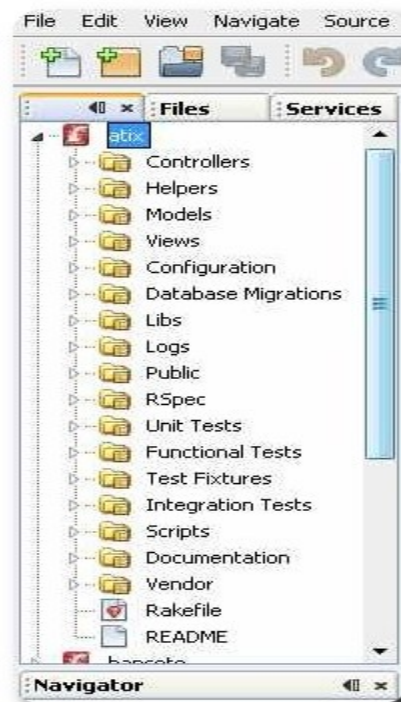 File Edit View Navigate Source
Files Services
atix
Controllers
Helpers
Models
Views
Configuration
Database Migrations
Libs
Logs
Public
RSpec
Unit Tests
Functional Tests
Test Fixtures
Integration Tests
Scripts
Documentation
Vendor
Rakefile
README
Navigator